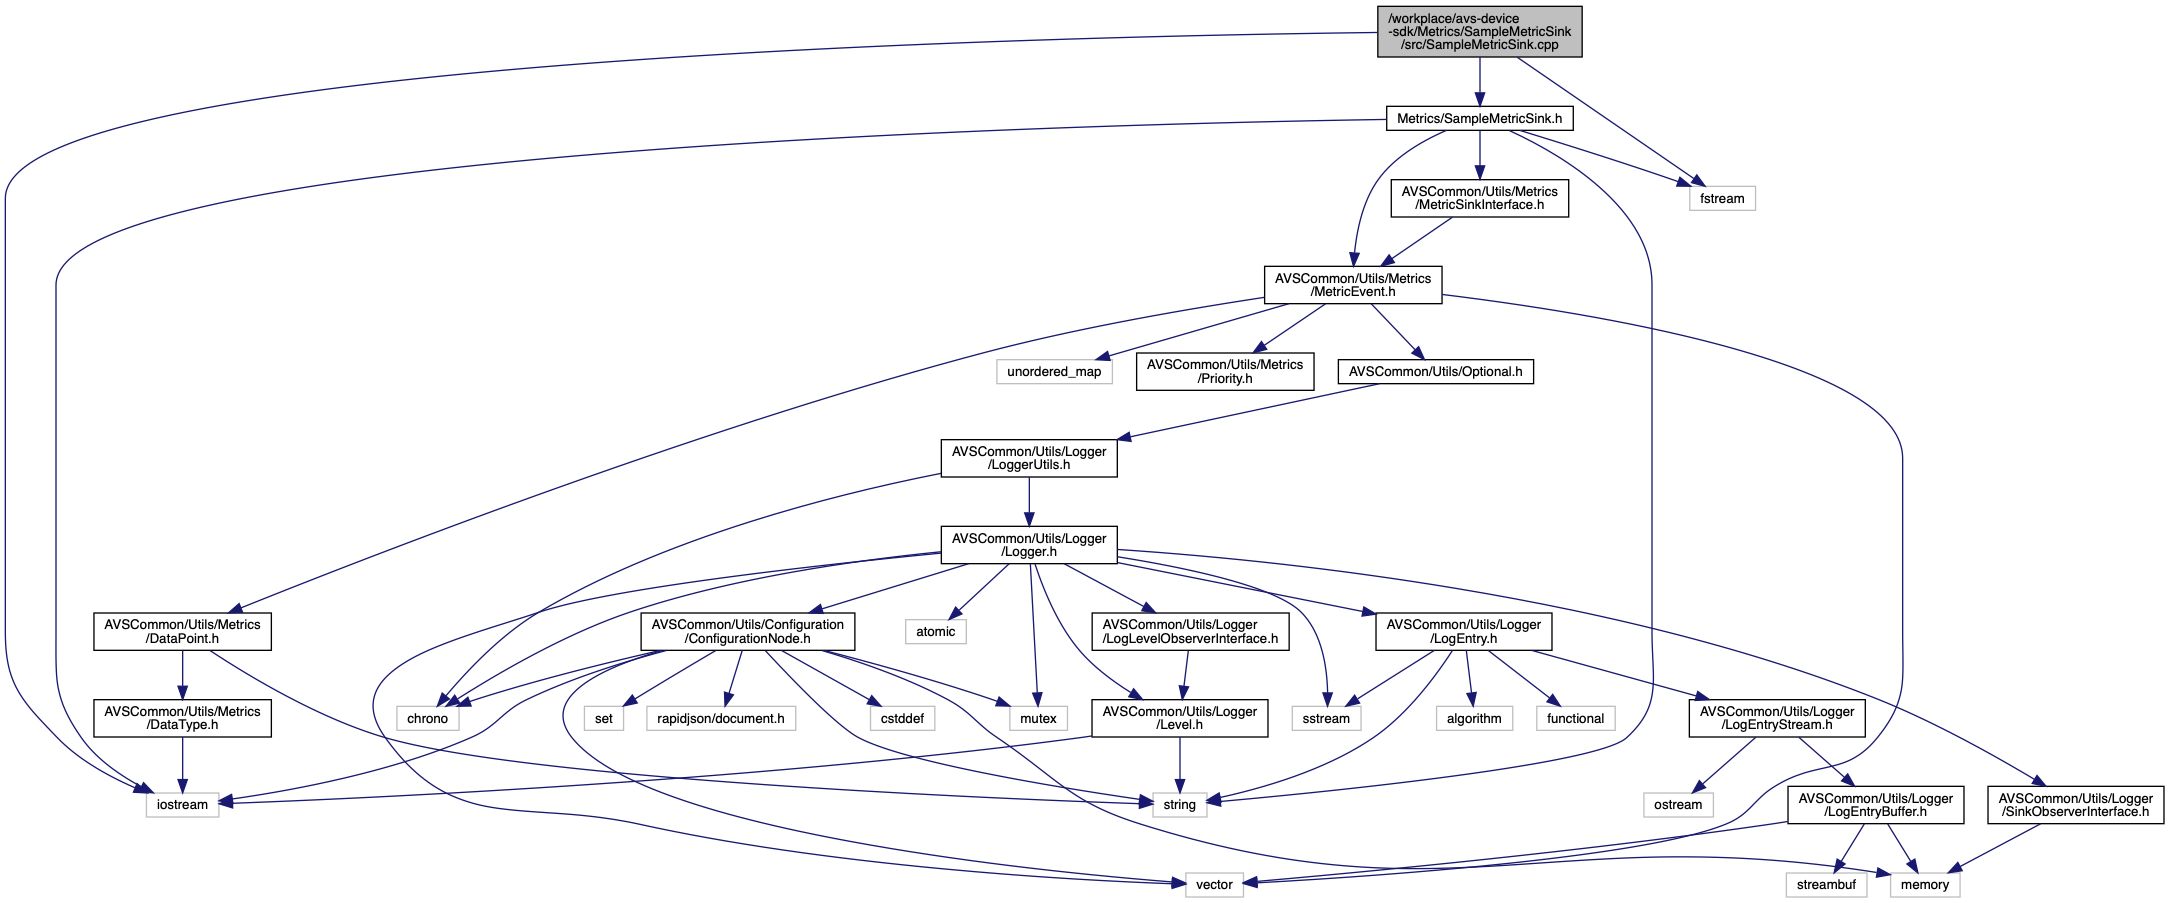 /workplace/avs-device
-sdk/Metrics/SampleMetricSink
/src/SampleMetricSink.cpp
Metrics/SampleMetricSink.h
AVSCommon/Utils/Metrics
/MetricSinkInterface.h
fstream
AVSCommon/Utils/Metrics
/MetricEvent.h
unordered_map
AVSCommon/Utils/Metrics
/Priority.h
AVSCommon/Utils/Optional.h
AVSCommon/Utils/Logger
/LoggerUtils.h
AVSCommon/Utils/Logger
/Logger.h
AVSCommon/Utils/Metrics
/DataPoint.h
AVSCommon/Utils/Configuration
/ConfigurationNode.h
atomic
AVSCommon/Utils/Logger
/LogLevelObserverInterface.h
AVSCommon/Utils/Logger
/LogEntry.h
AVSCommon/Utils/Metrics
/DataType.h
chrono
set
rapidjson/document.h
cstddef
mutex
AVSCommon/Utils/Logger
/Level.h
sstream
algorithm
functional
AVSCommon/Utils/Logger
/LogEntryStream.h
iostream
string
ostream
AVSCommon/Utils/Logger
/LogEntryBuffer.h
AVSCommon/Utils/Logger
/SinkObserverInterface.h
vector
streambuf
memory